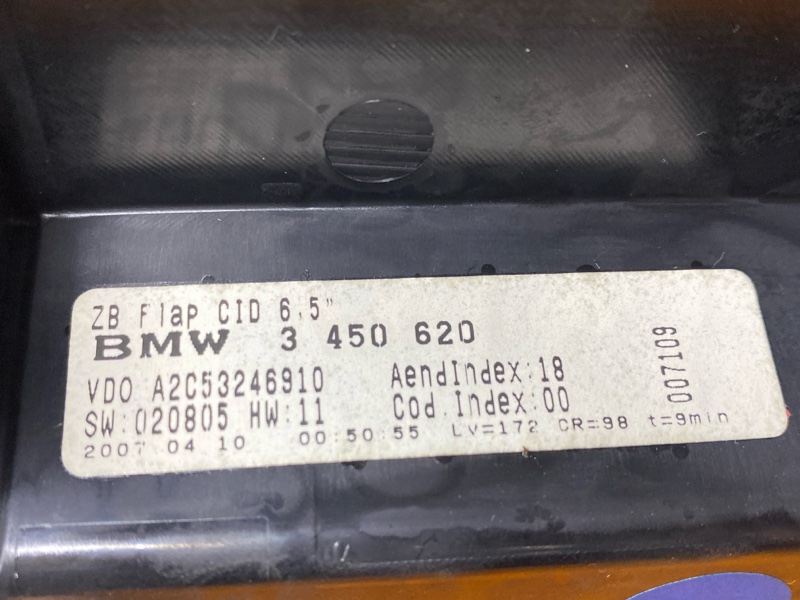 ZB Flap CID 6.5"
BMW 3 450 620
VDO A2C53246910 AendIndex:18
SW:020805 HW:11 Cod.Index:00
2007 04 10 00:50:55 LV=172 CR=98 t=9min
007109